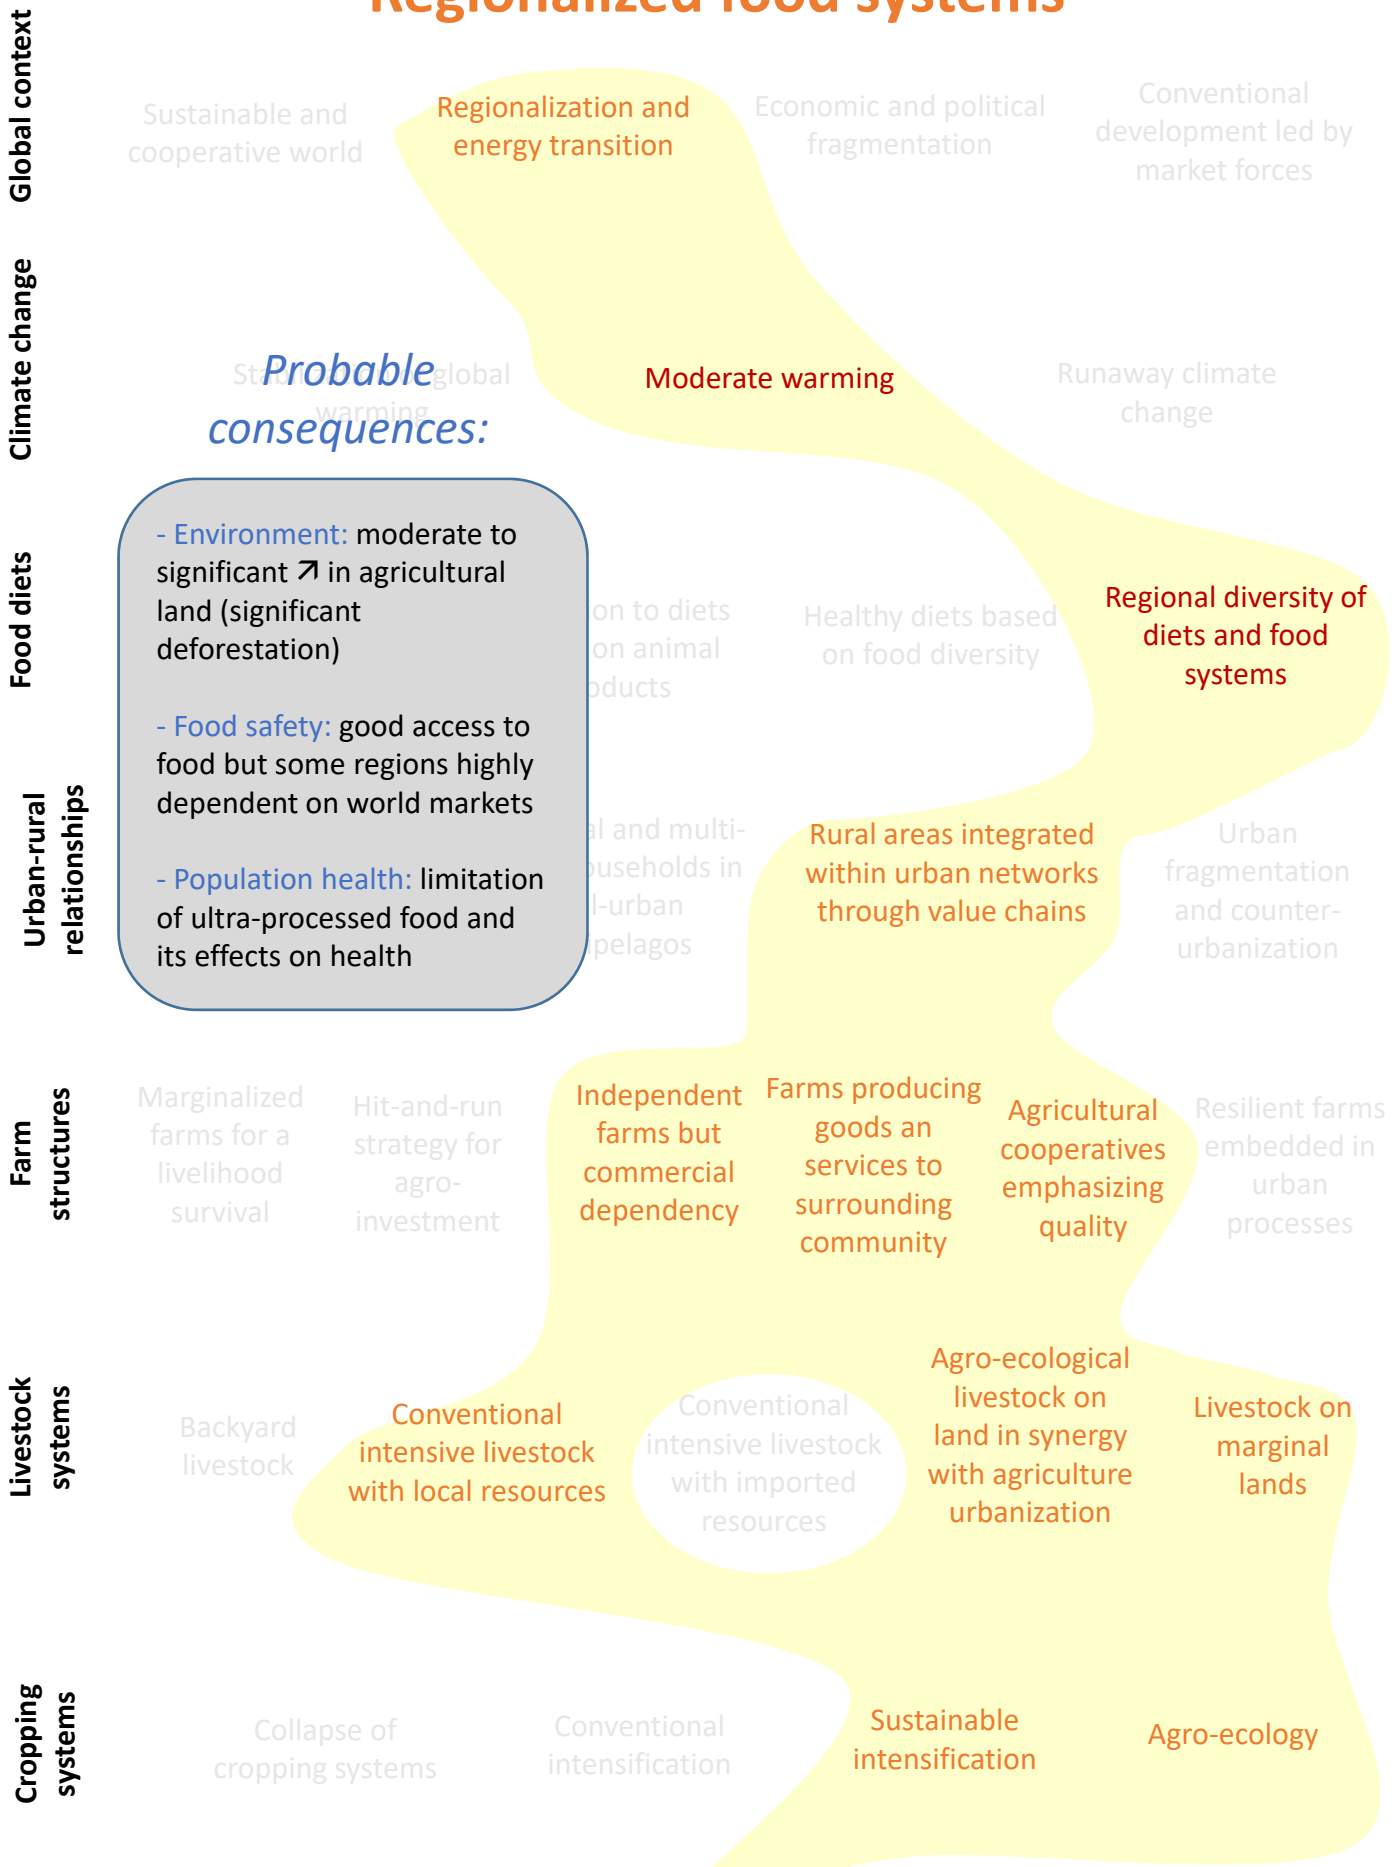 Regionalized food systems
Global context
Sustainable and
cooperative world
Regionalization and
energy transition
Economic and political
fragmentation
Conventional
development led by
market forces
Climate change
global
warming
Moderate warming
Runaway climate
change
Probable
consequences:
- Environment: moderate to
significant ↗ in agricultural
land (significant
deforestation)
- Food safety: good access to
food but some regions highly
dependent on world markets
- Population health: limitation
of ultra-processed food and
its effects on health
Food diets
to diets
on animal
Healthy diets based
on food diversity
Regional diversity of
diets and food
systems
Urban-rural
relationships
and multi-
in
Rural areas integrated
within urban networks
through value chains
Urban
fragmentation
and counter-
urbanization
Farm
structures
Marginalized
farms for a
livelihood
survival
Hit-and-run
strategy for
agro-
investment
Independent
farms but
commercial
dependency
Farms producing
goods an
services to
surrounding
community
Agricultural
cooperatives
emphasizing
quality
Resilient farms
embedded in
urban
processes
Livestock
systems
Backyard
livestock
Conventional
intensive livestock
with local resources
Conventional
intensive livestock
with imported
resources
Agro-ecological
livestock on
land in synergy
with agriculture
urbanization
Livestock on
marginal
lands
Cropping
systems
Collapse of
cropping systems
Conventional
intensification
Sustainable
intensification
Agro-ecology